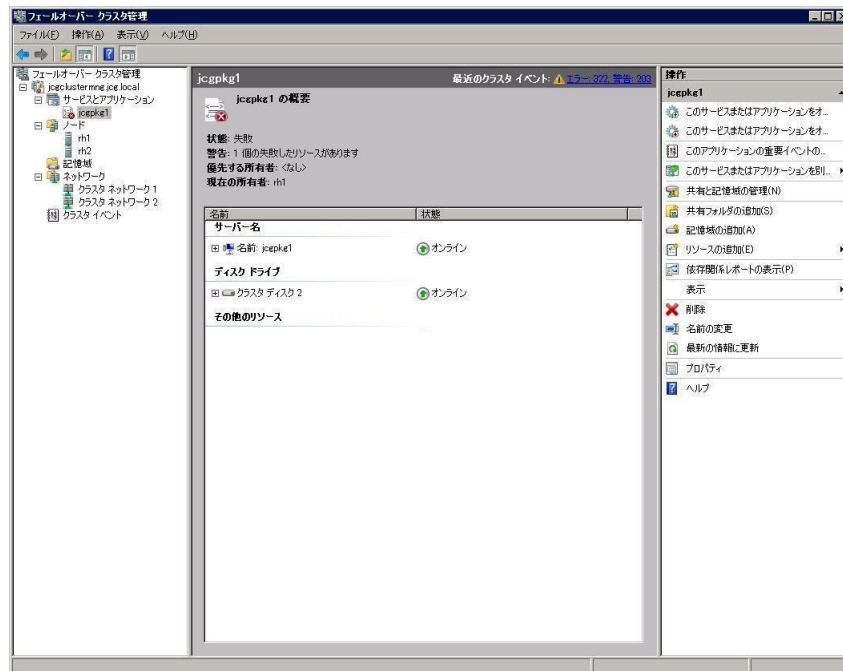 フェールオーバー クラスタ管理
ファイル(F) 操作(A) 表示(V) ヘルプ(H)
フェールオーバー クラスタ管理
jcgclustermng.jcg.local
サービスとアプリケーション
jcgpkg1
ノード
rh1
rh2
記憶域
ネットワーク
クラスタ ネットワーク 1
クラスタ ネットワーク 2
クラスタ イベント
jcgpkg1 最近のクラスタ イベント: エラー: 322, 警告: 203
jcgpkg1 の概要
状態: 失敗
警告: 1 個の失敗したリソースがあります
優先する所有者: <なし>
現在の所有者: rh1
名前 状態
サーバー名
名前: jcgpkg1 オンライン
ディスク ドライブ
クラスタ ディスク 2 オンライン
その他のリソース
操作
jcgpkg1
このサービスまたはアプリケーションをオ...
このサービスまたはアプリケーションをオ...
このアプリケーションの重要イベントの...
このサービスまたはアプリケーションを別...
共有と記憶域の管理(N)
共有フォルダの追加(S)
記憶域の追加(A)
リソースの追加(E)
依存関係レポートの表示(P)
表示
削除
名前の変更
最新の情報に更新
プロパティ
ヘルプ